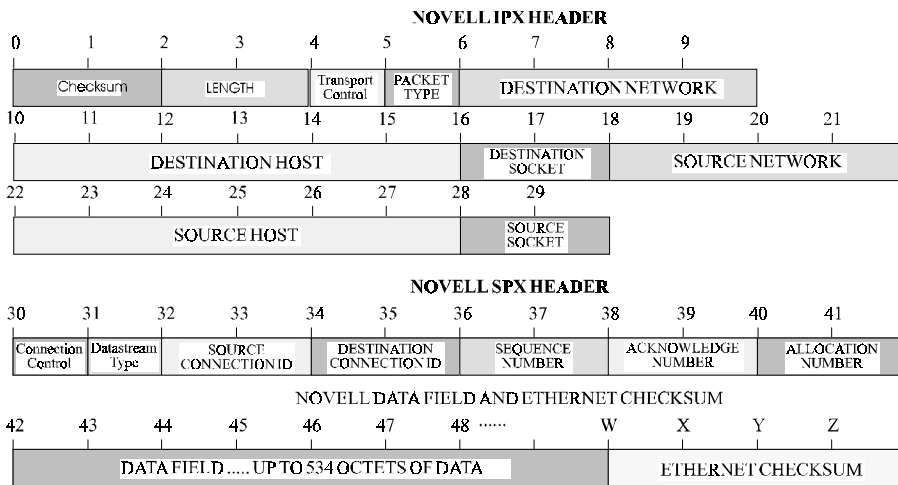 NOVELL IPX HEADER
0 1 2 3 4 5 6 7 8 9
Checksum LENGTH Transport Control PACKET TYPE DESTINATION NETWORK
10 11 12 13 14 15 16 17 18 19 20 21
DESTINATION HOST DESTINATION SOCKET SOURCE NETWORK
22 23 24 25 26 27 28 29
SOURCE HOST SOURCE SOCKET
NOVELL SPX HEADER
30 31 32 33 34 35 36 37 38 39 40 41
Connection Control Datastream Type SOURCE CONNECTION ID DESTINATION CONNECTION ID SEQUENCE NUMBER ACKNOWLEDGE NUMBER ALLOCATION NUMBER
NOVELL DATA FIELD AND ETHERNET CHECKSUM
42 43 44 45 46 47 48 ...... W X Y Z
DATA FIELD ..... UP TO 534 OCTETS OF DATA ETHERNET CHECKSUM